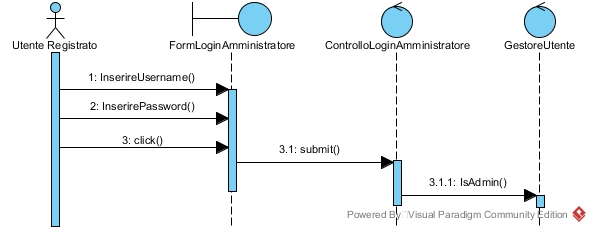 Utente Registrato
FormLoginAmministratore
ControlloLoginAmministratore
GestoreUtente
1: InserireUsername()
2: InserirePassword()
3: click()
3.1: submit()
3.1.1: IsAdmin()
Powered By Visual Paradigm Community Edition